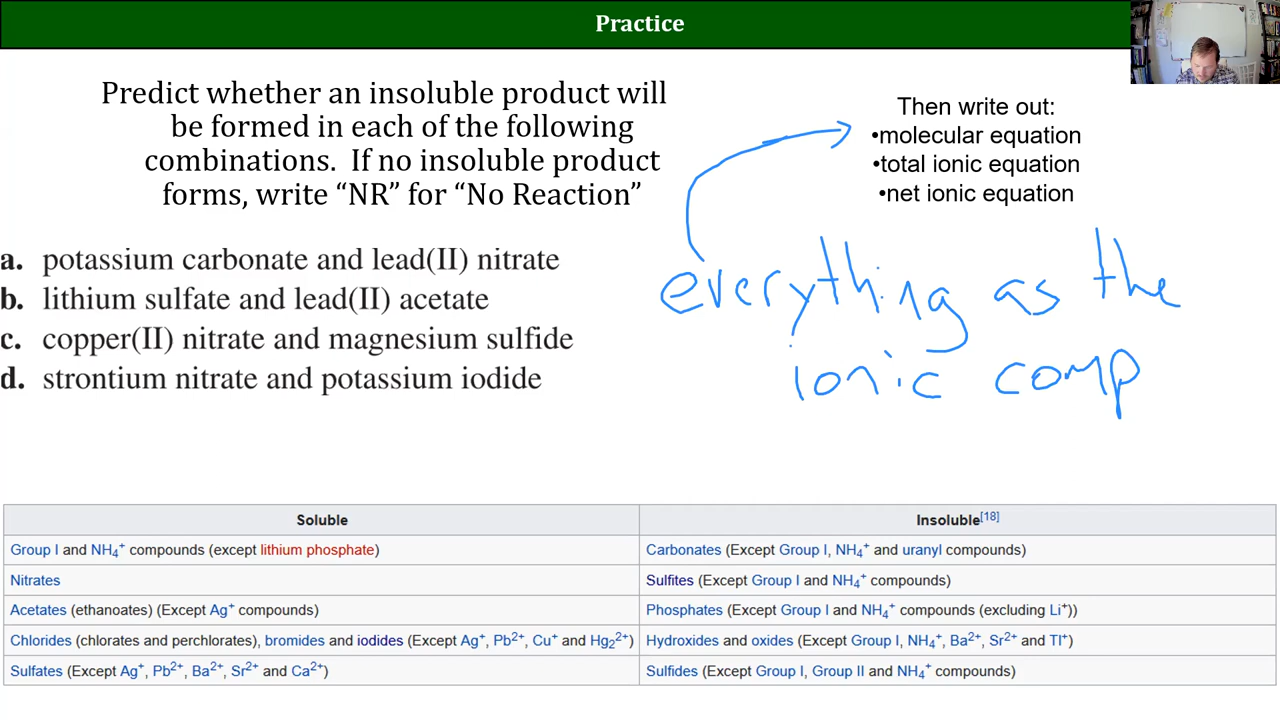 Practice
Predict whether an insoluble product will
be formed in each of the following
combinations. If no insoluble product
forms, write “NR” for “No Reaction”
Then write out:
•molecular equation
•total ionic equation
•net ionic equation
a. potassium carbonate and lead(II) nitrate
b. lithium sulfate and lead(II) acetate
c. copper(II) nitrate and magnesium sulfide
d. strontium nitrate and potassium iodide
everything as the
ionic comp
Soluble
Insoluble[18]
Group I and NH₄⁺ compounds (except lithium phosphate)
Carbonates (Except Group I, NH₄⁺ and uranyl compounds)
Nitrates
Sulfites (Except Group I and NH₄⁺ compounds)
Acetates (ethanoates) (Except Ag⁺ compounds)
Phosphates (Except Group I and NH₄⁺ compounds (excluding Li⁺))
Chlorides (chlorates and perchlorates), bromides and iodides (Except Ag⁺, Pb²⁺, Cu⁺ and Hg₂²⁺)
Hydroxides and oxides (Except Group I, NH₄⁺, Ba²⁺, Sr²⁺ and Tl⁺)
Sulfates (Except Ag⁺, Pb²⁺, Ba²⁺, Sr²⁺ and Ca²⁺)
Sulfides (Except Group I, Group II and NH₄⁺ compounds)